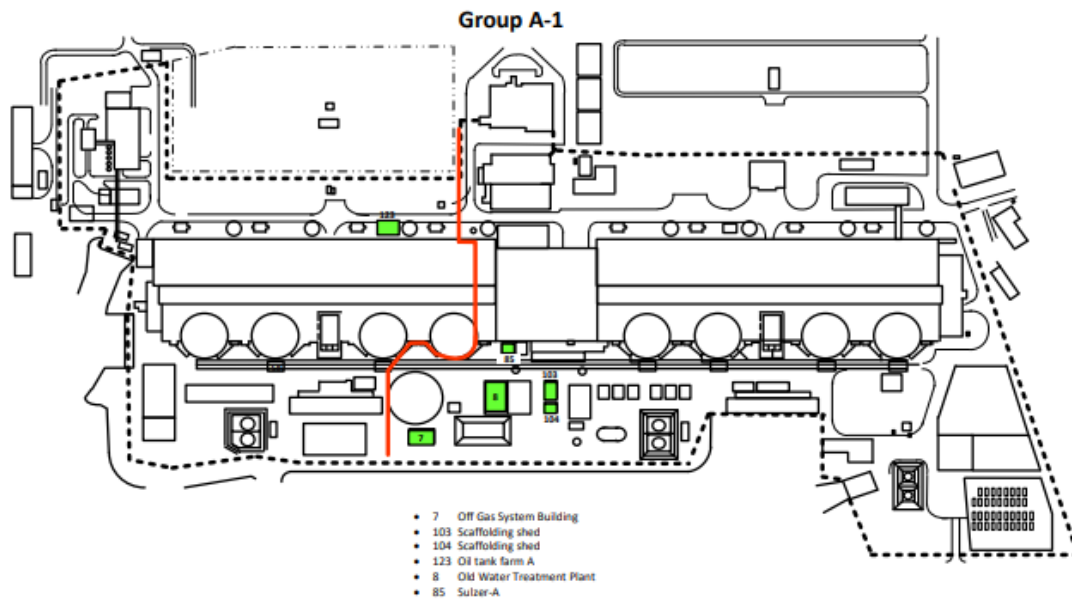 Group A-1
123
85
103
8
104
7
• 7 Off Gas System Building
• 103 Scaffolding shed
• 104 Scaffolding shed
• 123 Oil tank farm A
• 8 Old Water Treatment Plant
• 85 Sulzer-A